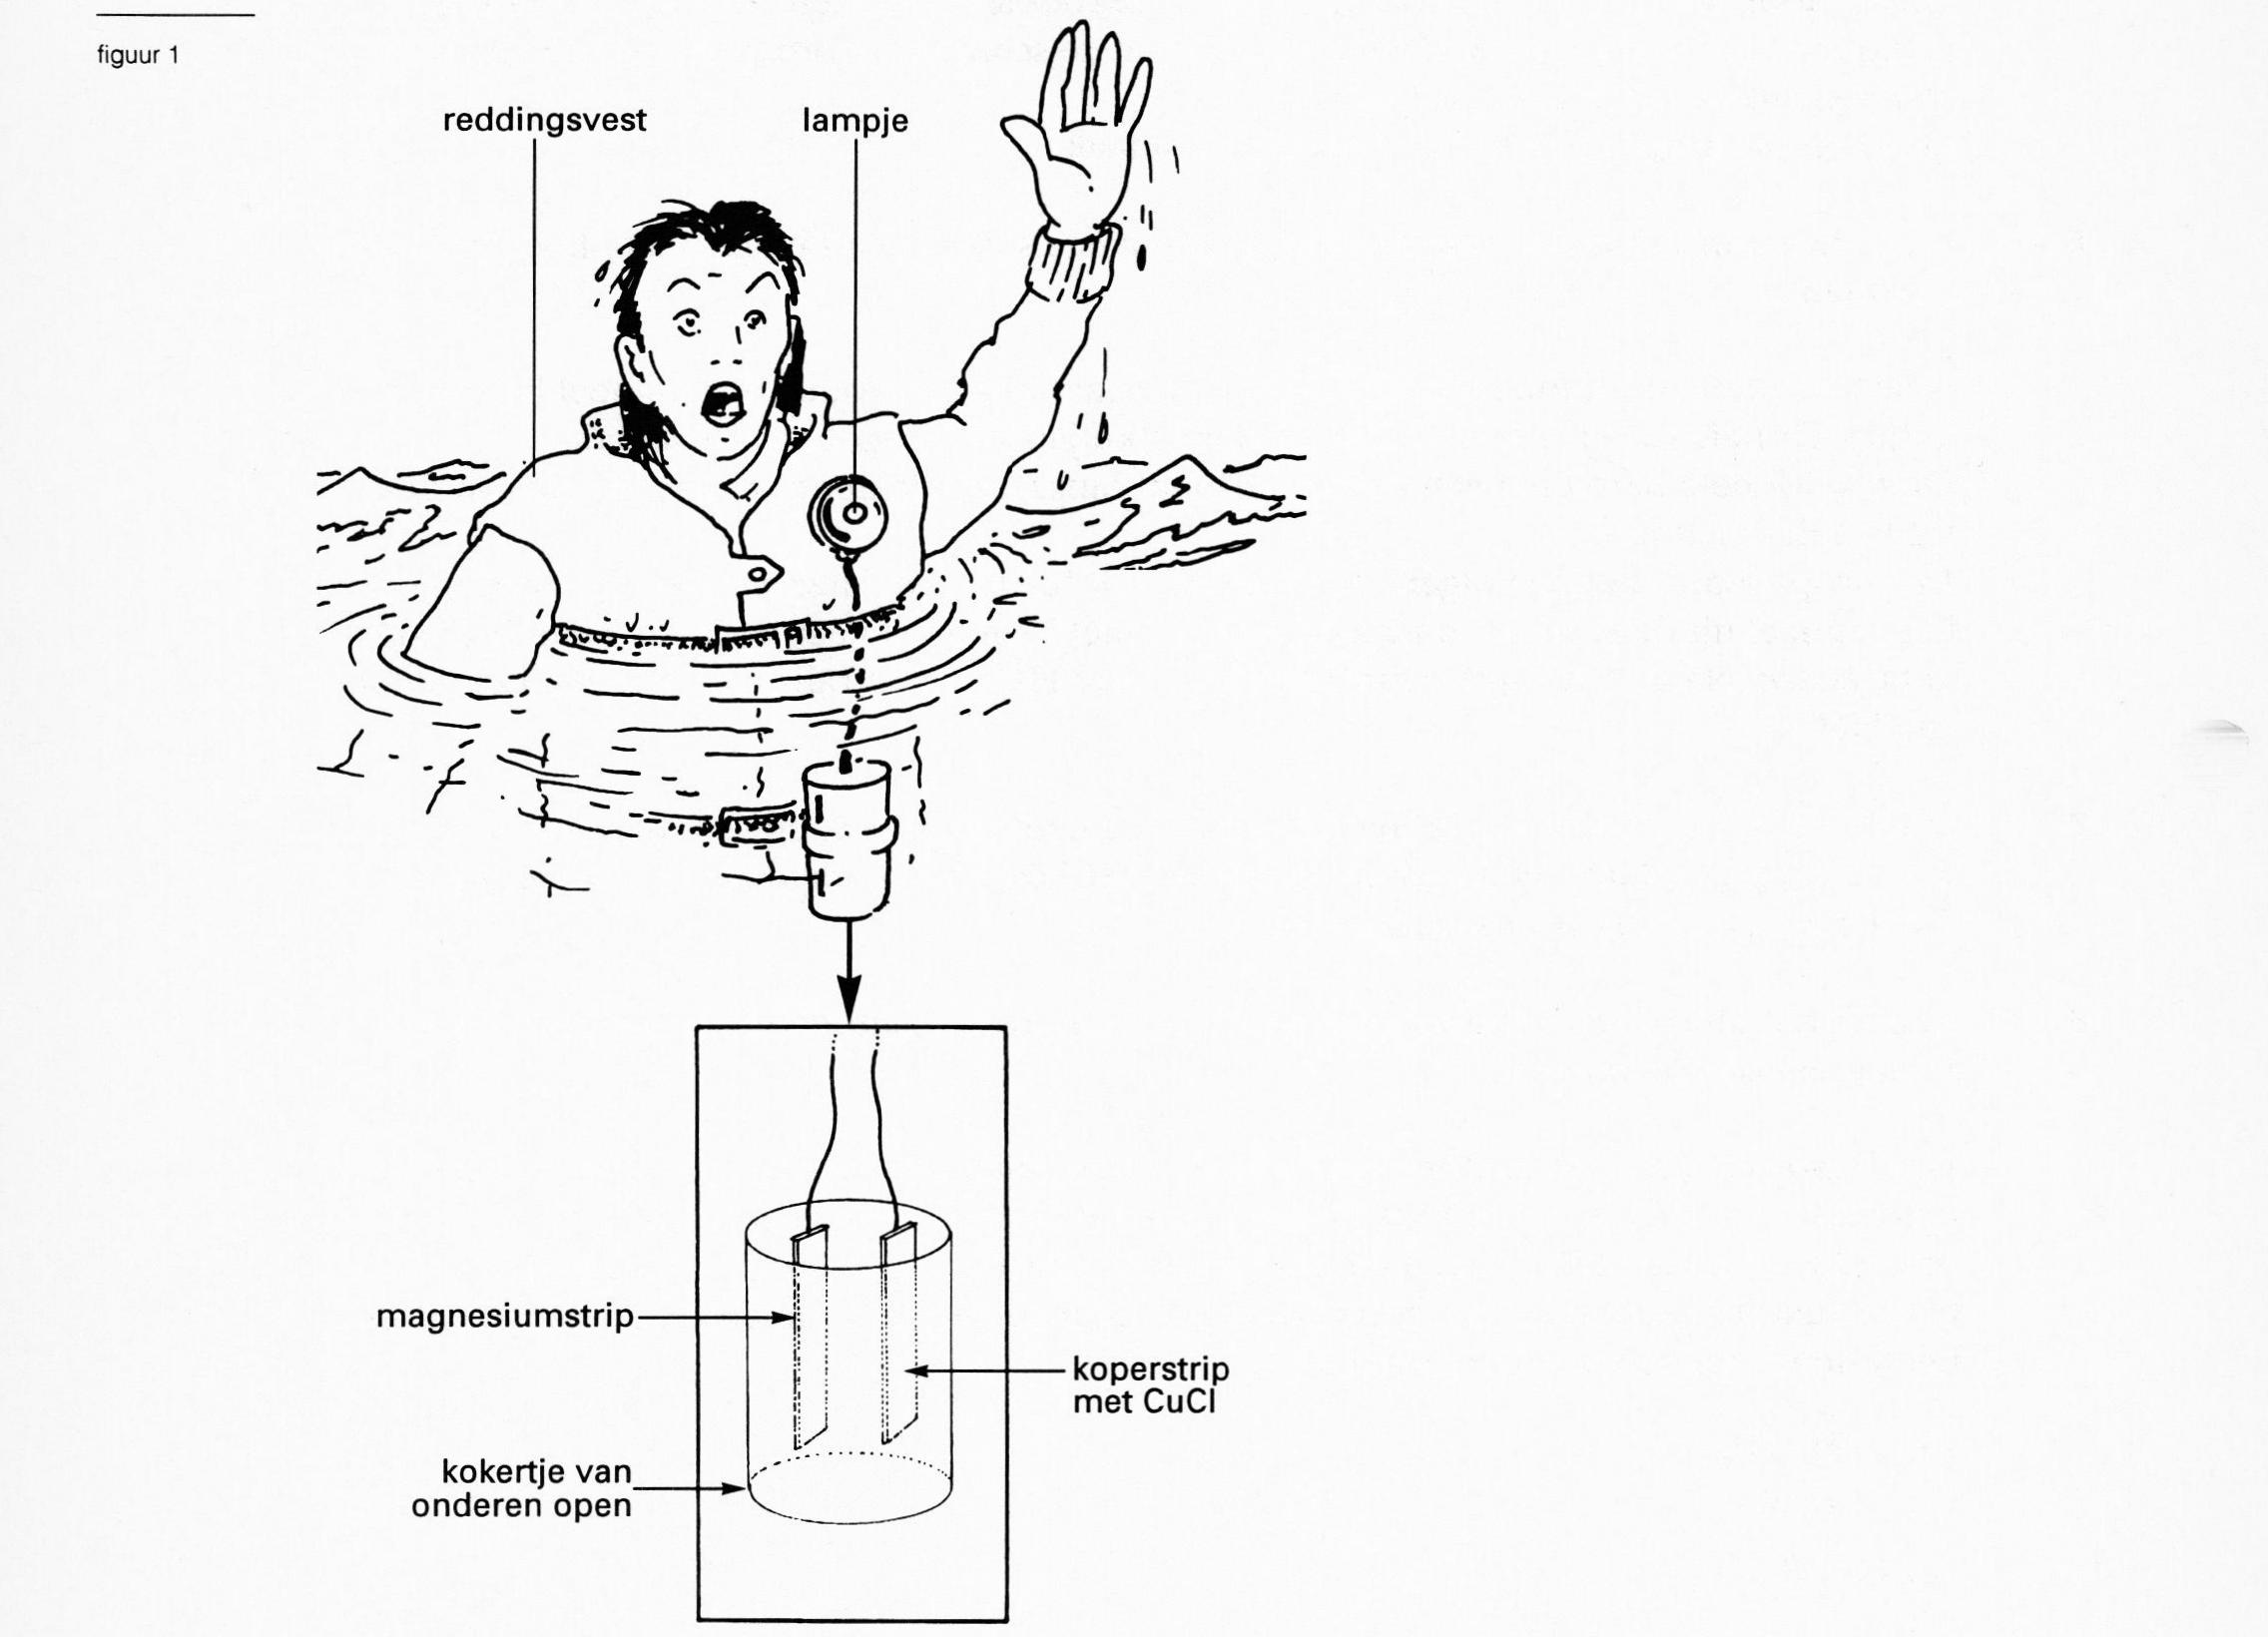 figuur 1
reddingsvest
lampje
magnesiumstrip
koperstrip
met CuCl
kokertje van
onderen open